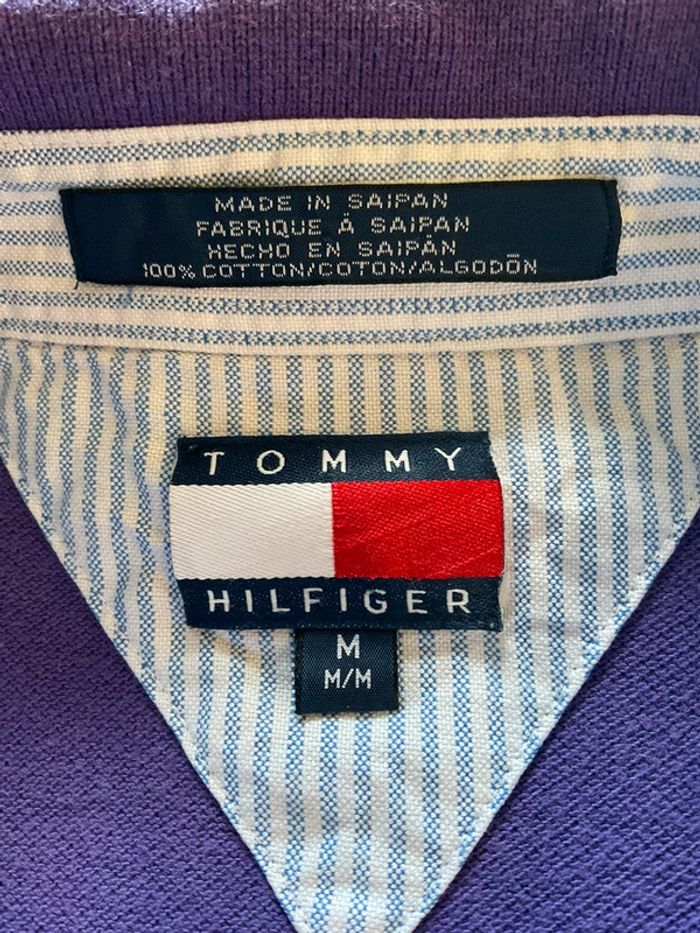 MADE IN SAIPAN
FABRIQUE À SAIPAN
HECHO EN SAIPÁN
100% COTTON/COTON/ALGODÓN
TOMMY
HILFIGER
M
M/M